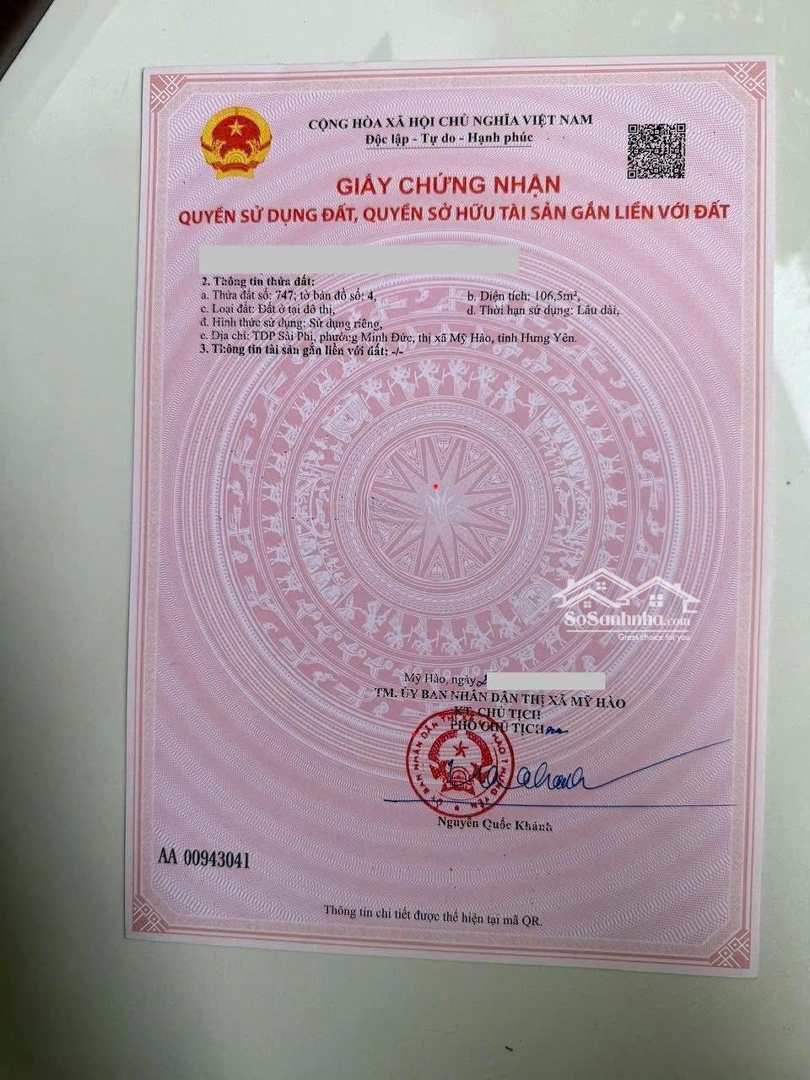 CỘNG HÒA XÃ HỘI CHỦ NGHĨA VIỆT NAM
Độc lập - Tự do - Hạnh phúc
GIẤY CHỨNG NHẬN
QUYỀN SỬ DỤNG ĐẤT, QUYỀN SỞ HỮU TÀI SẢN GẮN LIỀN VỚI ĐẤT
2. Thông tin thửa đất:
a. Thửa đất số: 747; tờ bản đồ số: 4, b. Diện tích: 106,5m²,
c. Loại đất: Đất ở tại đô thị, d. Thời hạn sử dụng: Lâu dài,
đ. Hình thức sử dụng: Sử dụng riêng,
e. Địa chỉ: TDP Sài Phi, phường Minh Đức, thị xã Mỹ Hào, tỉnh Hưng Yên.
3. Thông tin tài sản gắn liền với đất: -/-
SoSanhnha.com
Great choice for you
Mỹ Hào, ngày
TM. ỦY BAN NHÂN DÂN THỊ XÃ MỸ HÀO
KT. CHỦ TỊCH
PHÓ CHỦ TỊCH
Nguyễn Quốc Khánh
AA 00943041
Thông tin chi tiết được thể hiện tại mã QR.